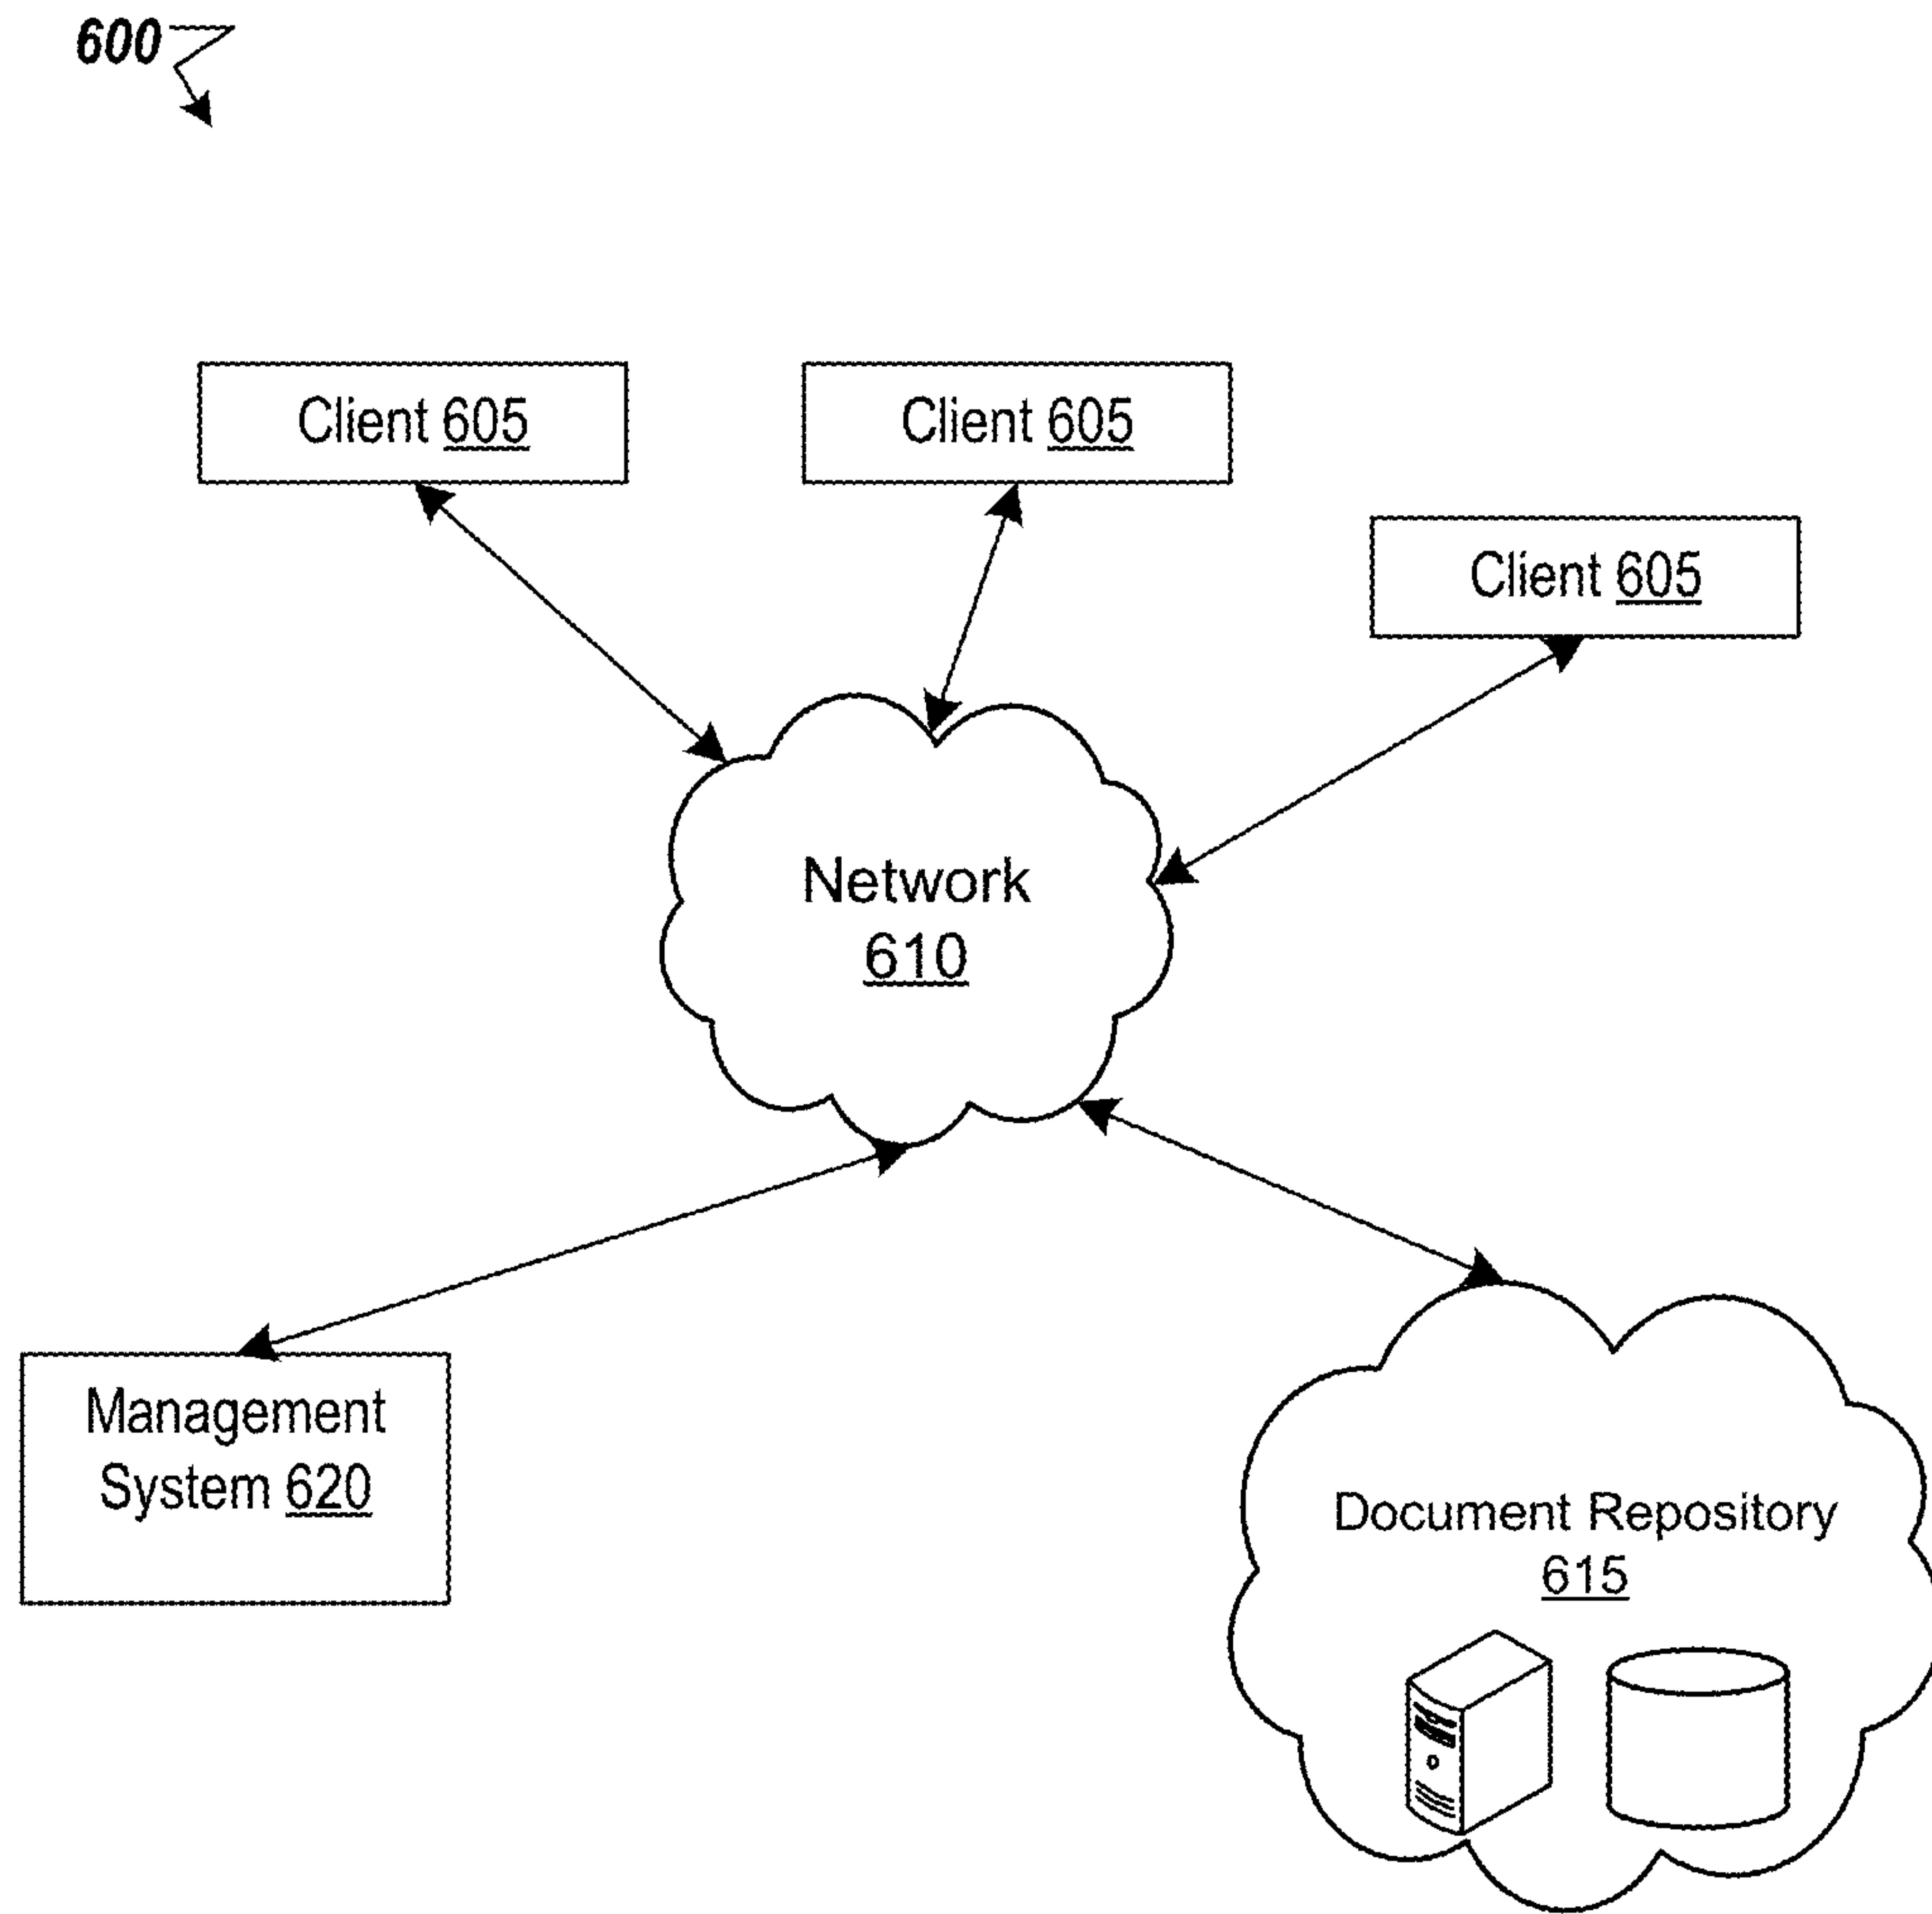 600
Client 605
Client 605
Client 605
Network
610
Management
System 620
Document Repository
615